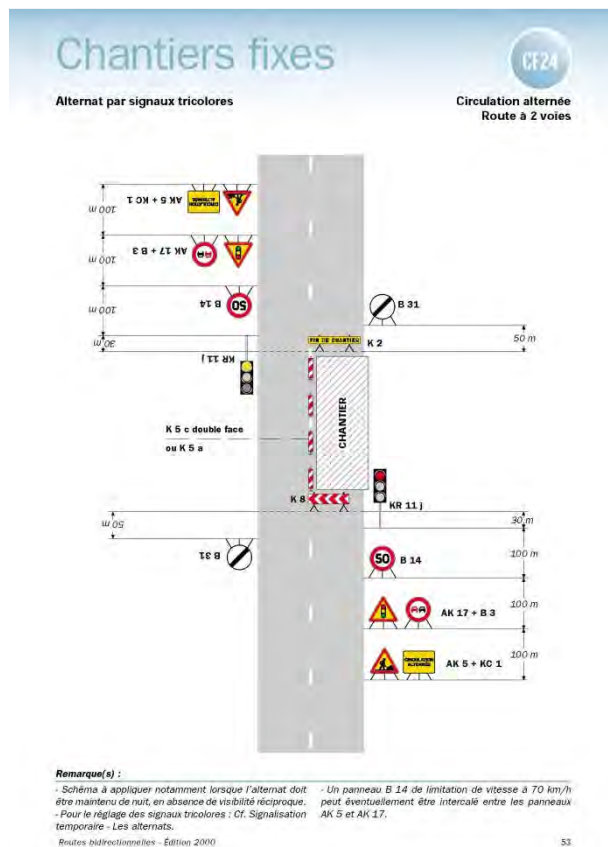 Chantiers fixes
CF24
Alternat par signaux tricolores
Circulation alternée
Route à 2 voies
100 m
AK 5 + KC 1
CIRCULATION
ALTERNÉE
100 m
AK 17 + B 3
100 m
B 14
50
30 m
KR 11 j
B 31
FIN DE CHANTIER
K 2
50 m
K 5 c double face
ou K 5 a
CHANTIER
K 8
KR 11 j
30 m
50 m
B 31
50
B 14
100 m
AK 17 + B 3
100 m
CIRCULATION
ALTERNÉE
AK 5 + KC 1
100 m
Remarque(s) :
- Schéma à appliquer notamment lorsque l'alternat doit
être maintenu de nuit, en absence de visibilité réciproque.
- Pour le réglage des signaux tricolores : Cf. Signalisation
temporaire - Les alternats.
- Un panneau B 14 de limitation de vitesse à 70 km/h
peut éventuellement être intercalé entre les panneaux
AK 5 et AK 17.
Routes bidirectionnelles - Édition 2000
53